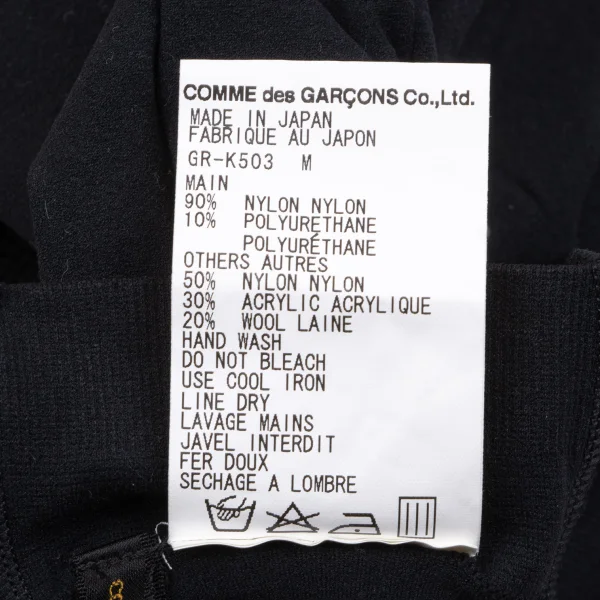 COMME des GARÇONS Co.,Ltd.
MADE IN JAPAN
FABRIQUE AU JAPON
GR-K503 M
MAIN
90% NYLON NYLON
10% POLYURETHANE
POLYURÉTHANE
OTHERS AUTRES
50% NYLON NYLON
30% ACRYLIC ACRYLIQUE
20% WOOL LAINE
HAND WASH
DO NOT BLEACH
USE COOL IRON
LINE DRY
LAVAGE MAINS
JAVEL INTERDIT
FER DOUX
SECHAGE A LOMBRE